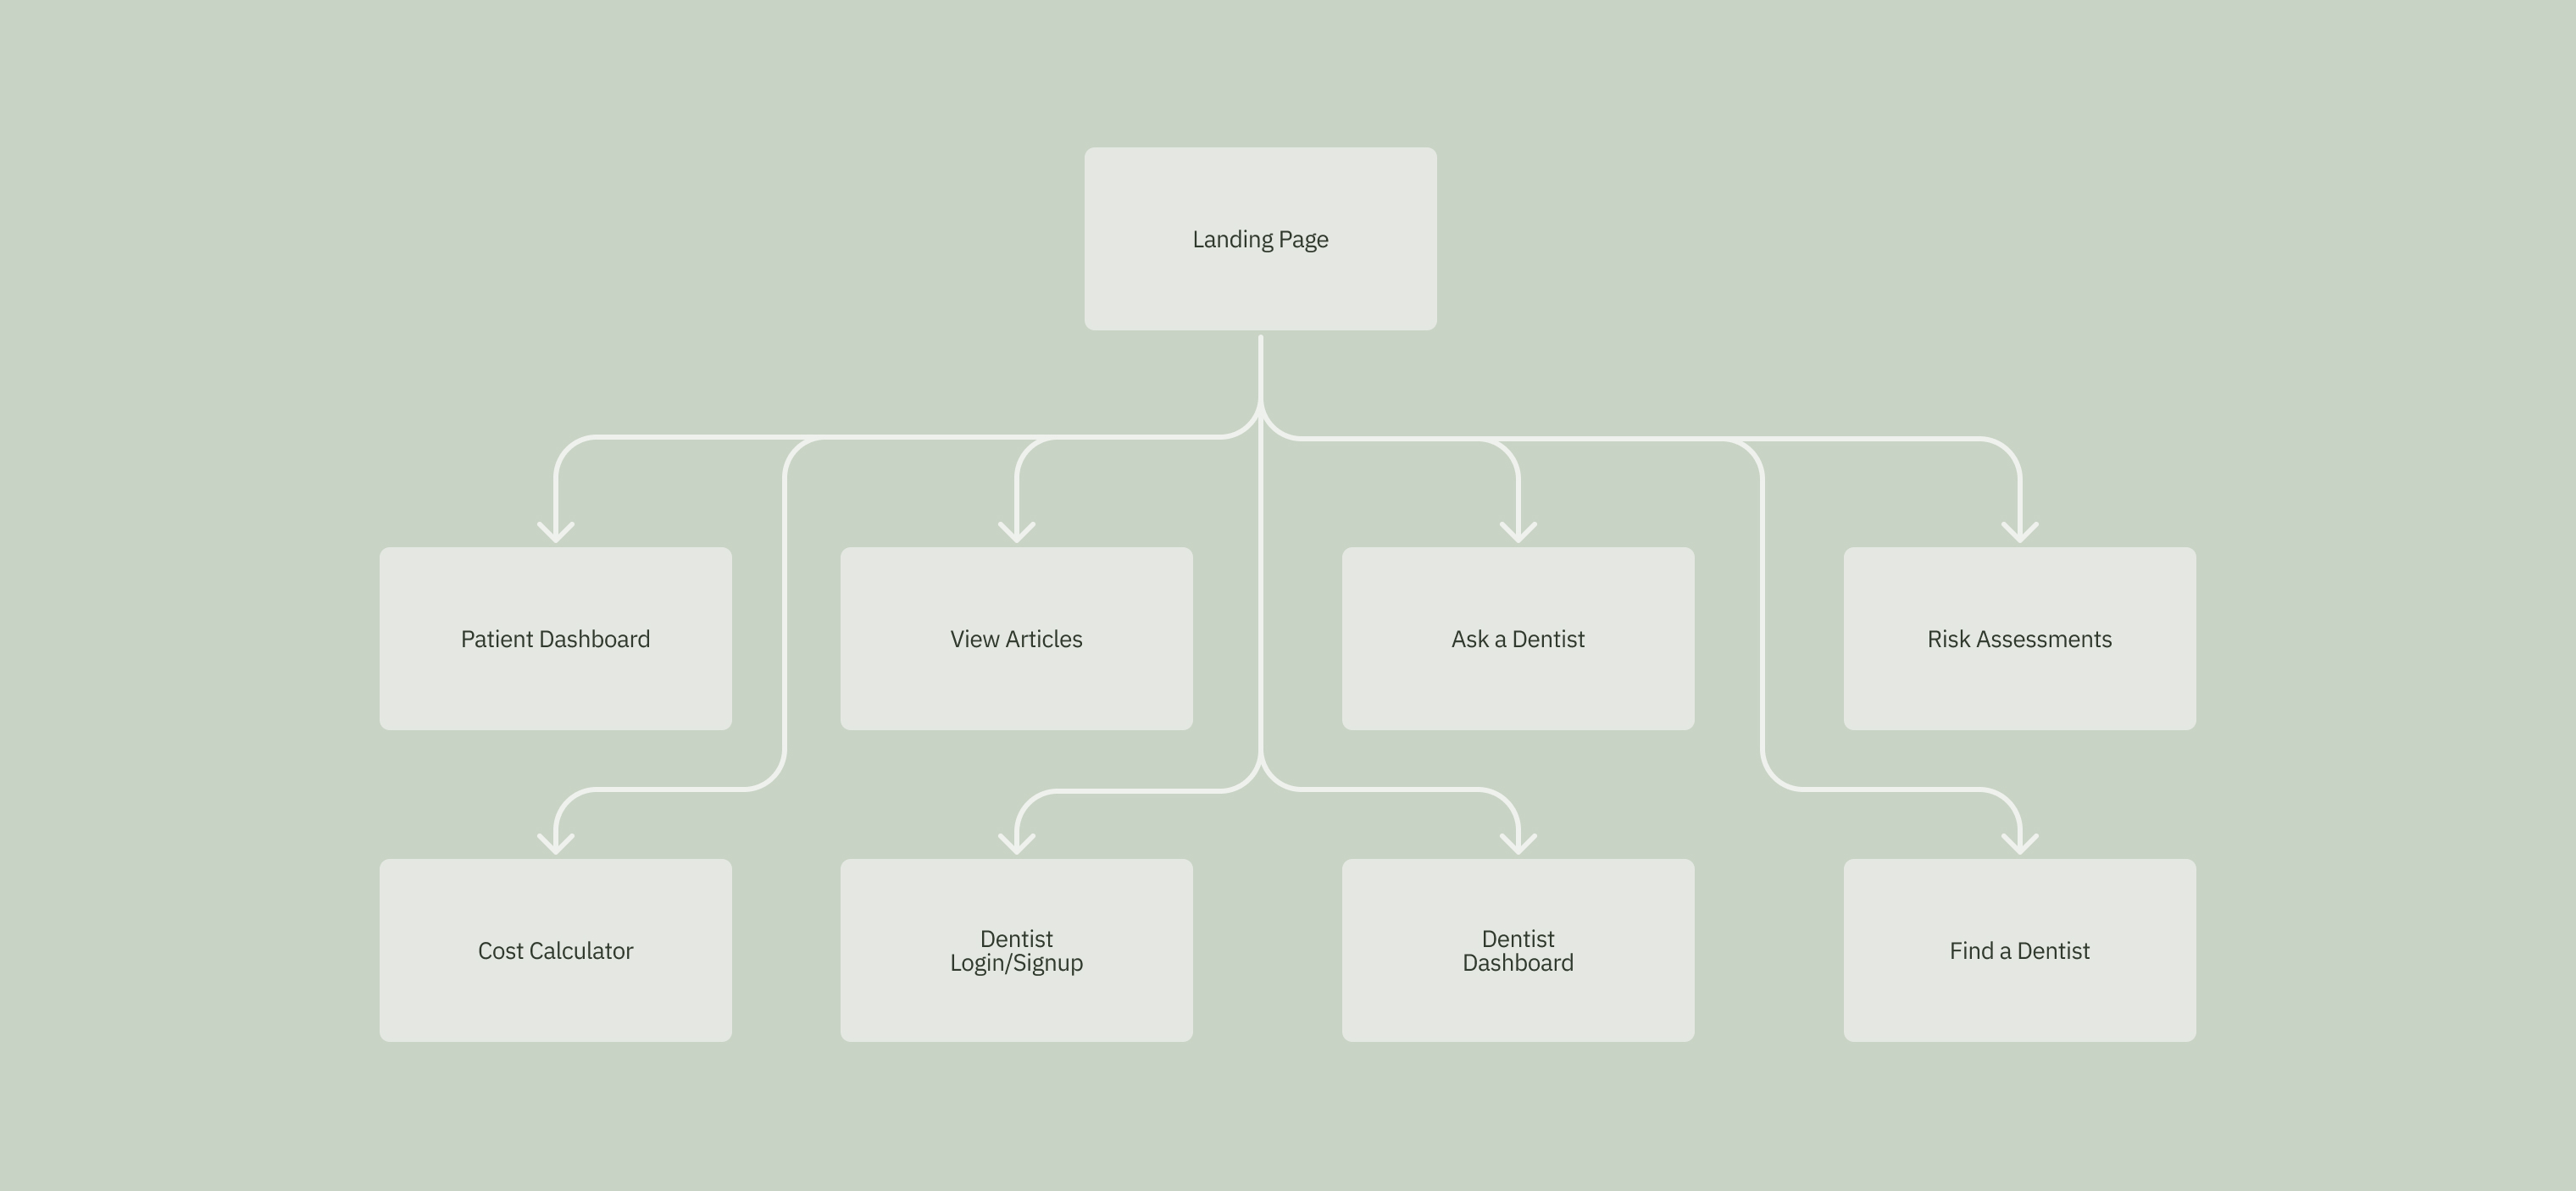 Landing Page
Patient Dashboard
View Articles
Ask a Dentist
Risk Assessments
Cost Calculator
Dentist
Login/Signup
Dentist
Dashboard
Find a Dentist